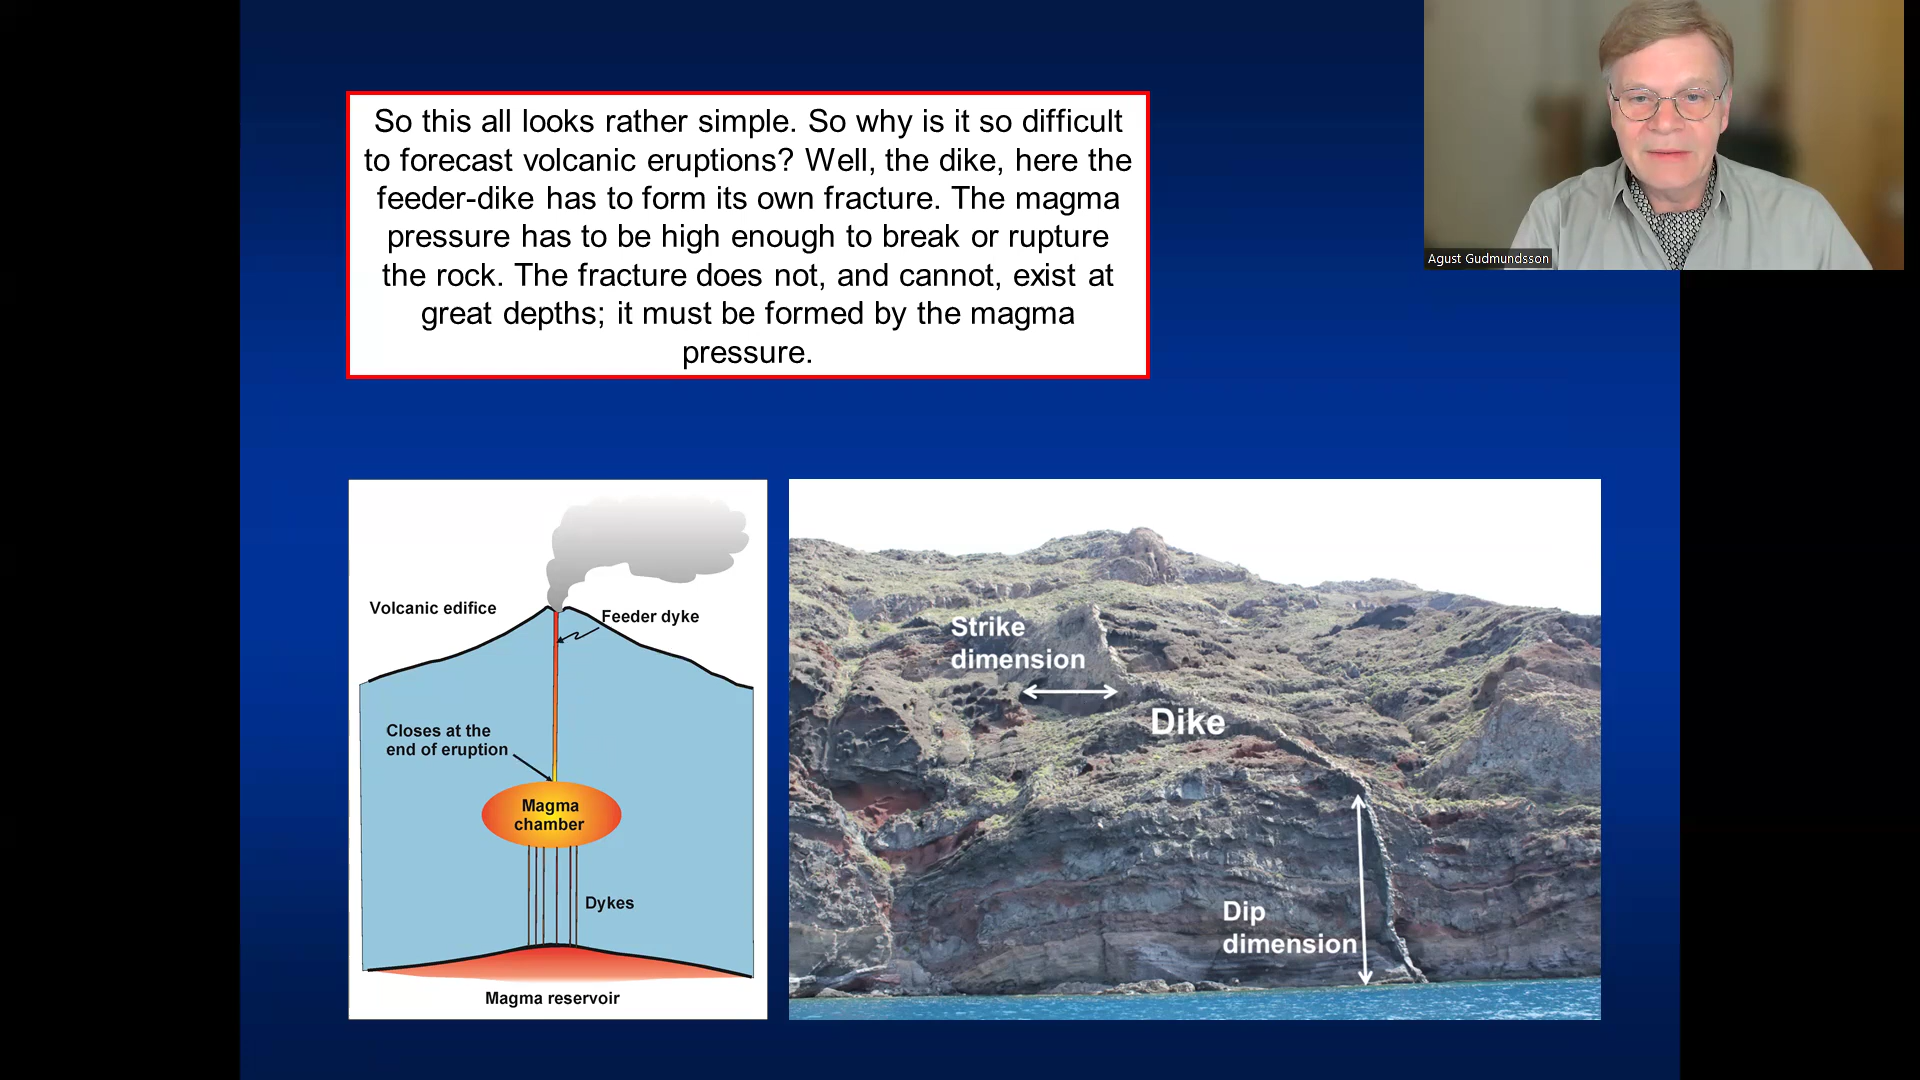 So this all looks rather simple. So why is it so difficult
to forecast volcanic eruptions? Well, the dike, here the
feeder-dike has to form its own fracture. The magma
pressure has to be high enough to break or rupture
the rock. The fracture does not, and cannot, exist at
great depths; it must be formed by the magma
pressure.
Agust Gudmundsson
Volcanic edifice
Feeder dyke
Closes at the
end of eruption
Magma
chamber
Dykes
Magma reservoir
Strike
dimension
Dike
Dip
dimension